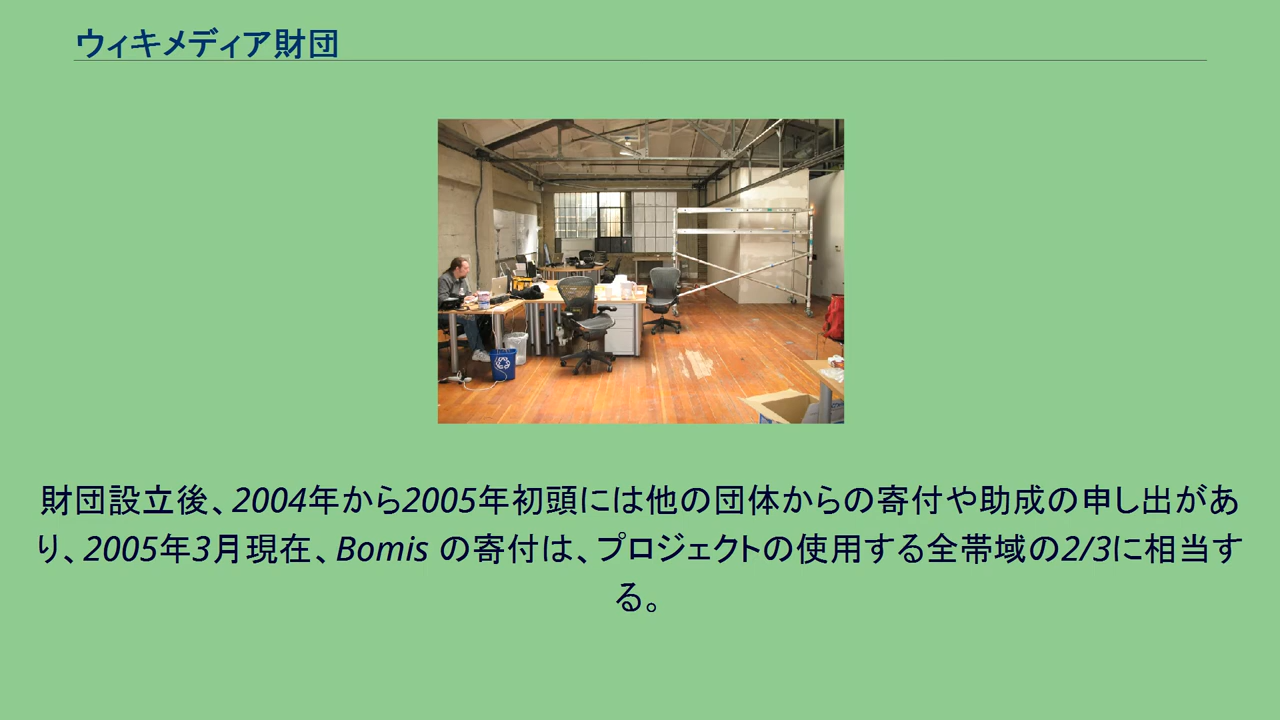 ウィキメディア財団
財団設立後、2004年から2005年初頭には他の団体からの寄付や助成の申し出があ
り、2005年3月現在、Bomis の寄付は、プロジェクトの使用する全帯域の2/3に相当す
る。